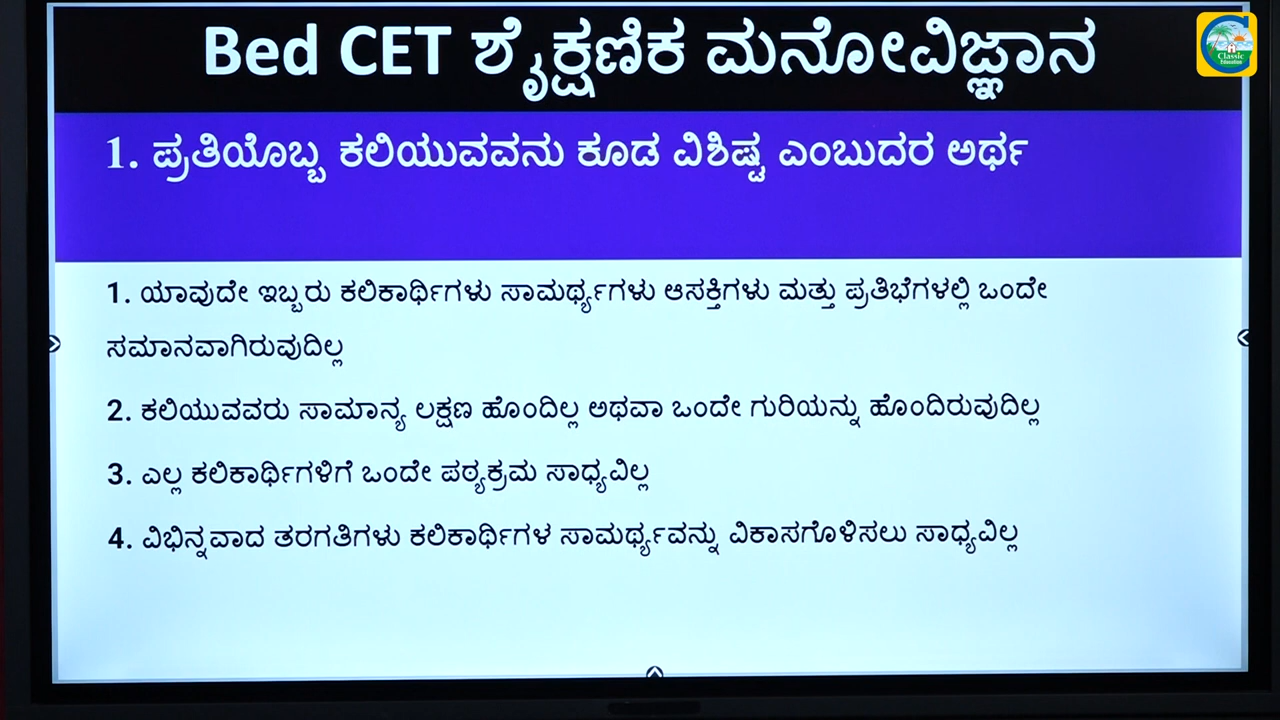 Bed CET ಶೈಕ್ಷಣಿಕ ಮನೋವಿಜ್ಞಾನ
Classic
Education
1. ಪ್ರತಿಯೊಬ್ಬ ಕಲಿಯುವವನು ಕೂಡ ವಿಶಿಷ್ಟ ಎಂಬುದರ ಅರ್ಥ
1. ಯಾವುದೇ ಇಬ್ಬರು ಕಲಿಕಾರ್ಥಿಗಳು ಸಾಮರ್ಥ್ಯಗಳು ಆಸಕ್ತಿಗಳು ಮತ್ತು ಪ್ರತಿಭೆಗಳಲ್ಲಿ ಒಂದೇ
ಸಮಾನವಾಗಿರುವುದಿಲ್ಲ
2. ಕಲಿಯುವವರು ಸಾಮಾನ್ಯ ಲಕ್ಷಣ ಹೊಂದಿಲ್ಲ ಅಥವಾ ಒಂದೇ ಗುರಿಯನ್ನು ಹೊಂದಿರುವುದಿಲ್ಲ
3. ಎಲ್ಲ ಕಲಿಕಾರ್ಥಿಗಳಿಗೆ ಒಂದೇ ಪಠ್ಯಕ್ರಮ ಸಾಧ್ಯವಿಲ್ಲ
4. ವಿಭಿನ್ನವಾದ ತರಗತಿಗಳು ಕಲಿಕಾರ್ಥಿಗಳ ಸಾಮರ್ಥ್ಯವನ್ನು ವಿಕಾಸಗೊಳಿಸಲು ಸಾಧ್ಯವಿಲ್ಲ